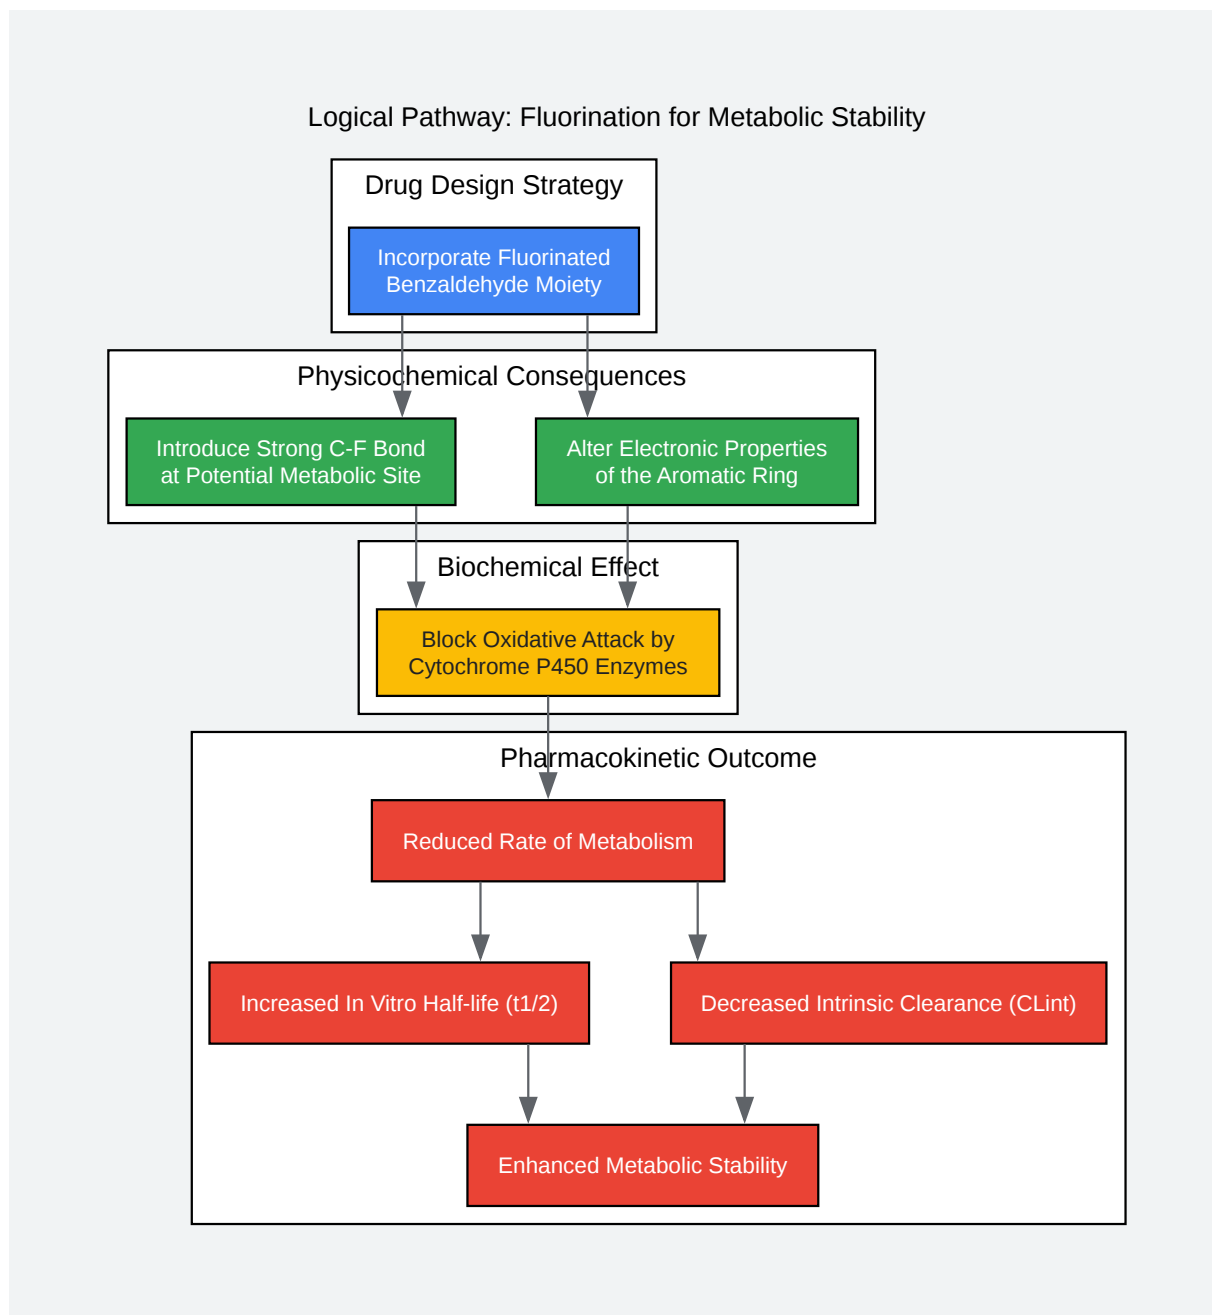 Logical Pathway: Fluorination for Metabolic Stability
Drug Design Strategy
Incorporate Fluorinated
Benzaldehyde Moiety
Physicochemical Consequences
Introduce Strong C-F Bond
at Potential Metabolic Site
Alter Electronic Properties
of the Aromatic Ring
Biochemical Effect
Block Oxidative Attack by
Cytochrome P450 Enzymes
Pharmacokinetic Outcome
Reduced Rate of Metabolism
Increased In Vitro Half-life (t1/2)
Decreased Intrinsic Clearance (CLint)
Enhanced Metabolic Stability